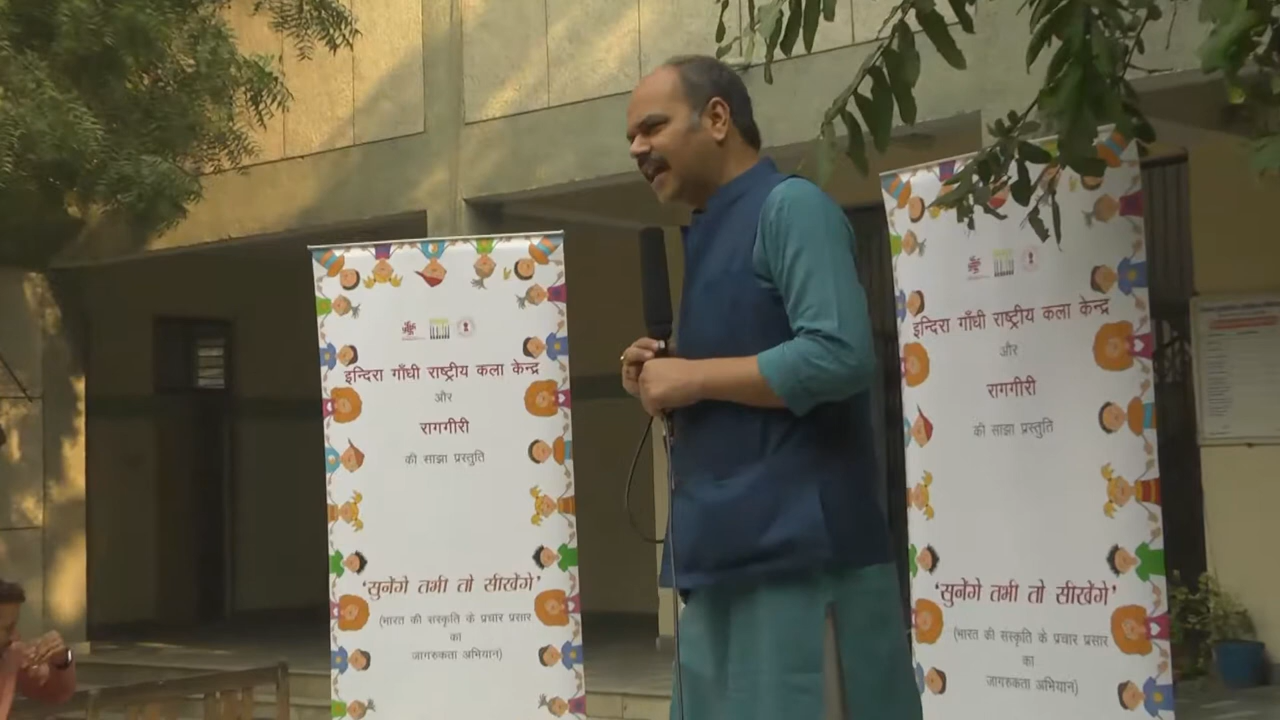 इन्दिरा गाँधी राष्ट्रीय कला केन्द्र
और
रागगीरी
की साझा प्रस्तुति
'सुनेंगे तभी तो सीखेंगे'
(भारत की संस्कृति के प्रचार प्रसार
का
जागरुकता अभियान)
इन्दिरा गाँधी राष्ट्रीय कला केन्द्र
और
रागगीरी
की साझा प्रस्तुति
'सुनेंगे तभी तो सीखेंगे'
(भारत की संस्कृति के प्रचार प्रसार
का
जागरुकता अभियान)